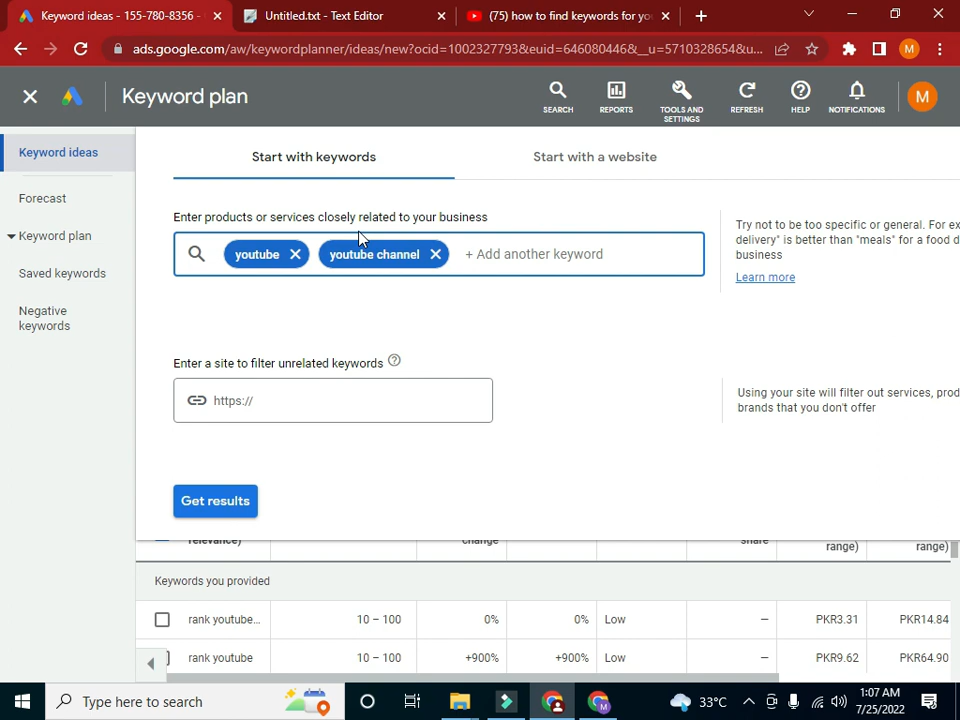 Keyword ideas - 155-780-8356 -
Untitled.txt - Text Editor
(75) how to find keywords for yo
ads.google.com/aw/keywordplanner/ideas/new?ocid=1002327793&euid=646080446&__u=5710328654&u...
M
Keyword plan
SEARCH
REPORTS
TOOLS AND
SETTINGS
REFRESH
HELP
NOTIFICATIONS
M
Keyword ideas
Forecast
Keyword plan
Saved keywords
Negative
keywords
Start with keywords
Start with a website
Enter products or services closely related to your business
youtube
youtube channel
+ Add another keyword
Try not to be too specific or general. For ex
delivery" is better than "meals" for a food d
business
Learn more
Enter a site to filter unrelated keywords
https://
Using your site will filter out services, prod
brands that you don't offer
Get results
relevance)
change
share
range)
range)
Keywords you provided
rank youtube...
10 – 100
0%
0%
Low
–
PKR3.31
PKR14.84
rank youtube
10 – 100
+900%
+900%
Low
–
PKR9.62
PKR64.90
Type here to search
33°C
1:07 AM
7/25/2022